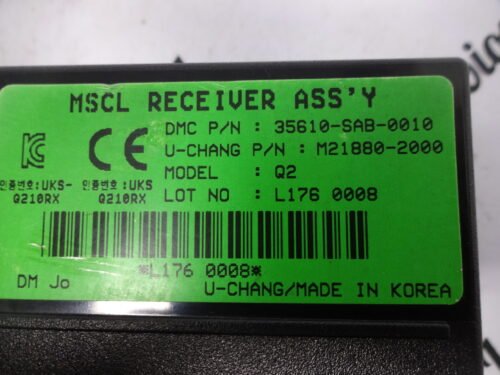 MSCL RECEIVER ASS'Y
DMC P/N : 35610-SAB-0010
U-CHANG P/N : M21880-2000
MODEL : Q2
LOT NO : L176 0008
KC CE
인증번호:UKS- 인증번호:UKS
Q210RX Q210RX
*L176 0008*
DM Jo U-CHANG/MADE IN KOREA